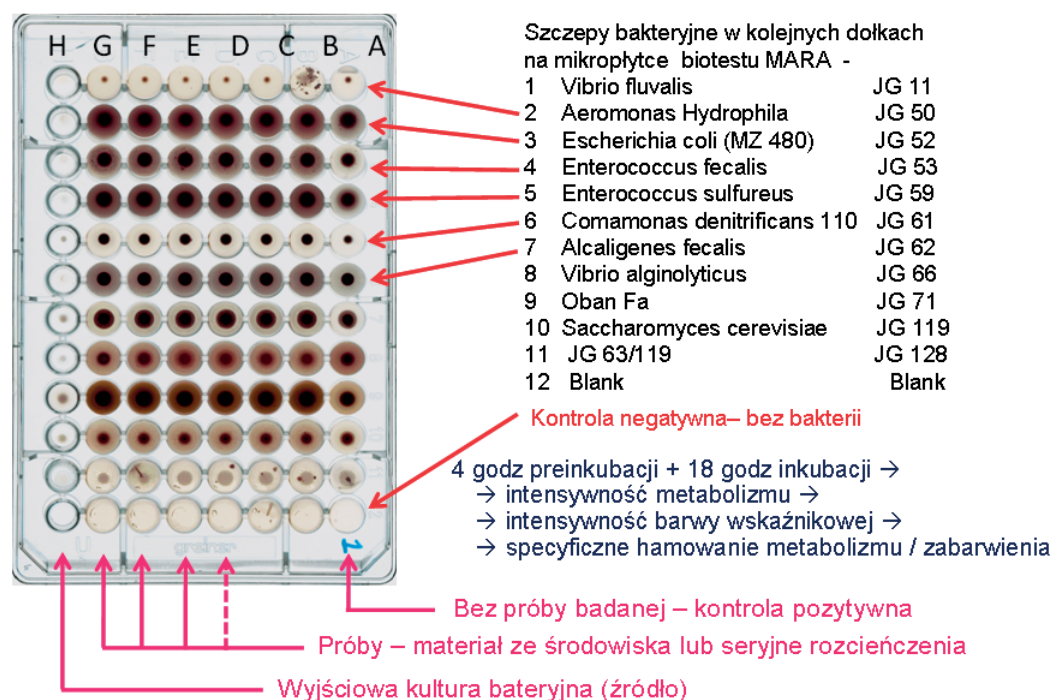 H G F E D C B A
Szczepy bakteryjne w kolejnych dołkach
na mikropłytce biotestu MARA -
1 Vibrio fluvalis JG 11
2 Aeromonas Hydrophila JG 50
3 Escherichia coli (MZ 480) JG 52
4 Enterococcus fecalis JG 53
5 Enterococcus sulfureus JG 59
6 Comamonas denitrificans 110 JG 61
7 Alcaligenes fecalis JG 62
8 Vibrio alginolyticus JG 66
9 Oban Fa JG 71
10 Saccharomyces cerevisiae JG 119
11 JG 63/119 JG 128
12 Blank Blank
Kontrola negatywna– bez bakterii
4 godz preinkubacji + 18 godz inkubacji →
→ intensywność metabolizmu →
→ intensywność barwy wskaźnikowej →
→ specyficzne hamowanie metabolizmu / zabarwienia
greiner
1
Bez próby badanej – kontrola pozytywna
Próby – materiał ze środowiska lub seryjne rozcieńczenia
Wyjściowa kultura bateryjna (źródło)